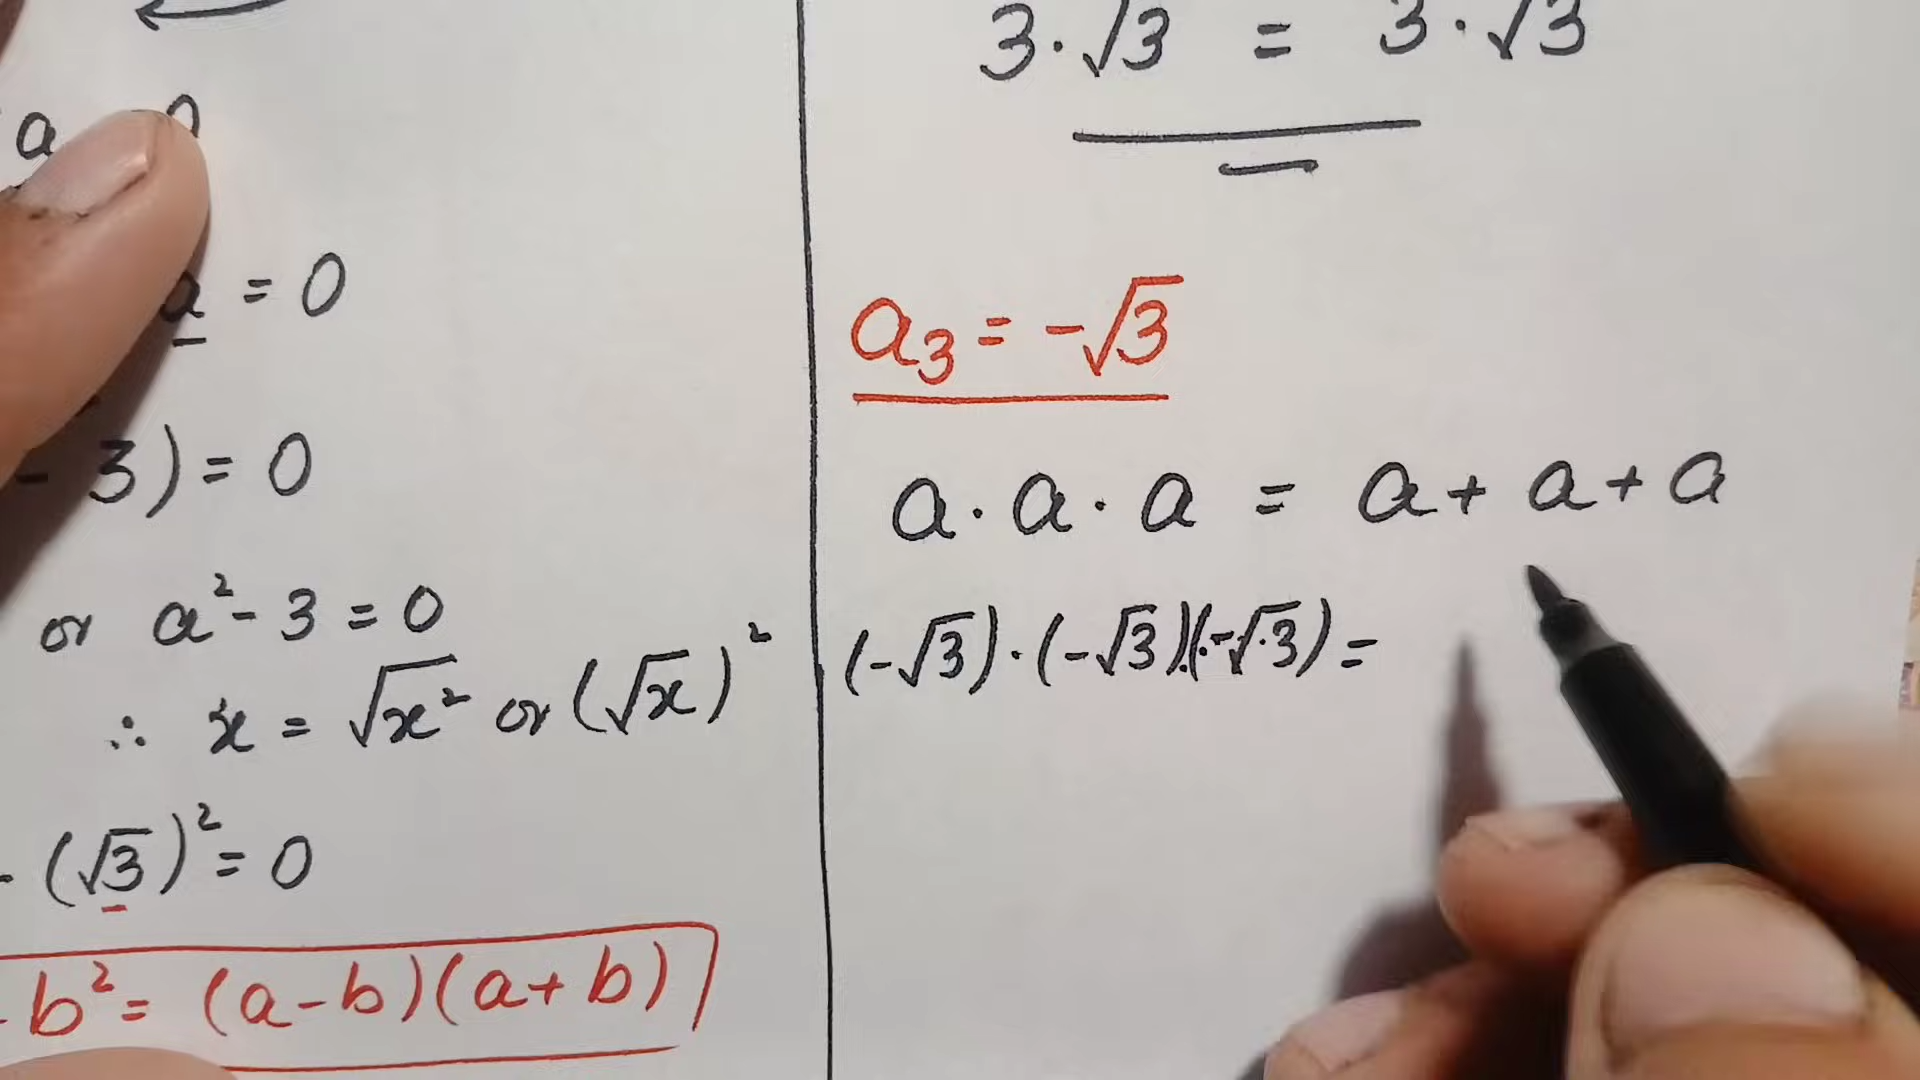 a
a = 0
- 3) = 0
or a² - 3 = 0
∴ x = √x² or (√x)²
- (√3)² = 0
- b² = (a - b)(a + b)
3 · √3 = 3 · √3
a₃ = -√3
a · a · a = a + a + a
(-√3) · (-√3) · (-√3) =